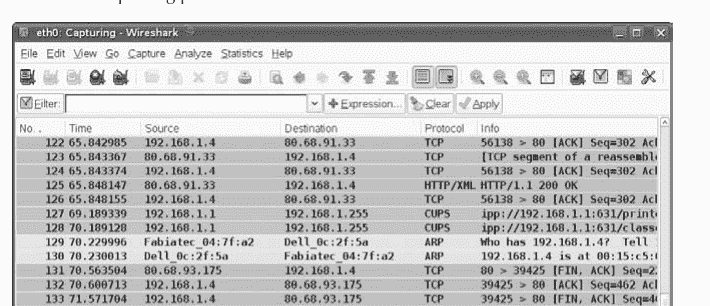 eth0: Capturing - Wireshark
File Edit View Go Capture Analyze Statistics Help
Filter: Expression... Clear Apply
No. . Time Source Destination Protocol Info
122 65.842985 192.168.1.4 80.68.91.33 TCP 56138 > 80 [ACK] Seq=302 Ack
123 65.843367 80.68.91.33 192.168.1.4 TCP [TCP segment of a reassemble
124 65.843374 192.168.1.4 80.68.91.33 TCP 56138 > 80 [ACK] Seq=302 Ack
125 65.848147 80.68.91.33 192.168.1.4 HTTP/XML HTTP/1.1 200 OK
126 65.848155 192.168.1.4 80.68.91.33 TCP 56138 > 80 [ACK] Seq=302 Ack
127 69.189339 192.168.1.1 192.168.1.255 CUPS ipp://192.168.1.1:631/print
128 70.189128 192.168.1.1 192.168.1.255 CUPS ipp://192.168.1.1:631/class
129 70.229996 Fabiatec_04:7f:a2 Dell_0c:2f:5a ARP Who has 192.168.1.4? Tell
130 70.230013 Dell_0c:2f:5a Fabiatec_04:7f:a2 ARP 192.168.1.4 is at 00:15:c5:
131 70.563504 80.68.93.175 192.168.1.4 TCP 80 > 39425 [FIN, ACK] Seq=2
132 70.600713 192.168.1.4 80.68.93.175 TCP 39425 > 80 [ACK] Seq=462 Ack
133 71.571704 192.168.1.4 80.68.93.175 TCP 39425 > 80 [FIN, ACK] Seq=4